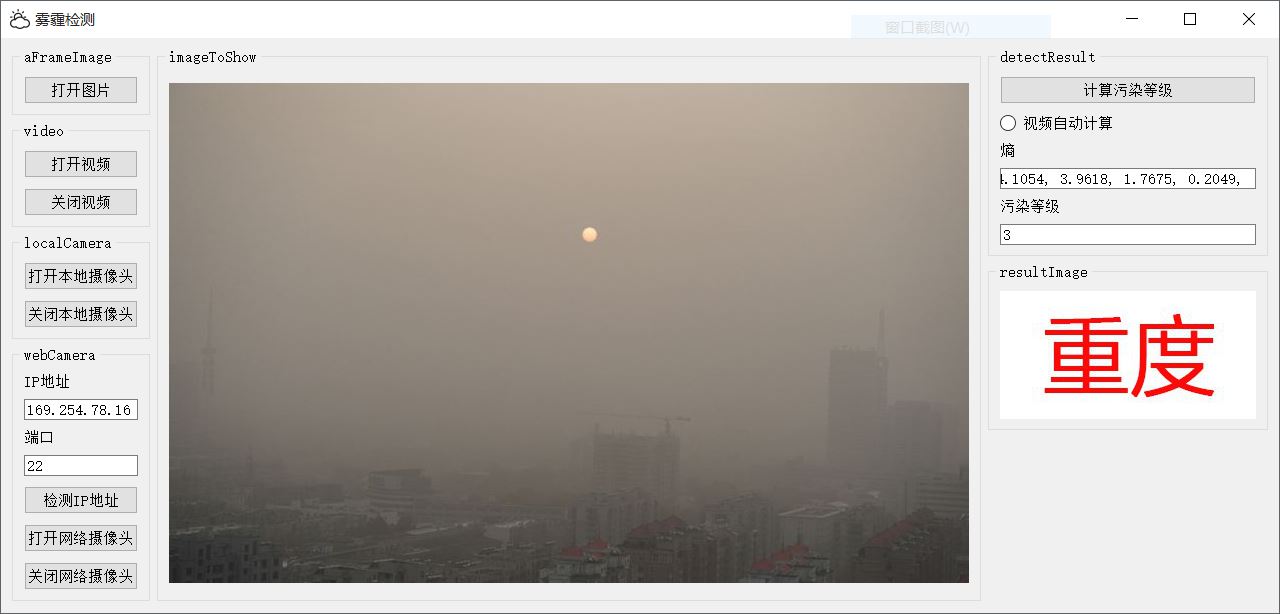 雾霾检测
窗口截图(W)
aFrameImage
打开图片
video
打开视频
关闭视频
localCamera
打开本地摄像头
关闭本地摄像头
webCamera
IP地址
169.254.78.16
端口
22
检测IP地址
打开网络摄像头
关闭网络摄像头
imageToShow
detectResult
计算污染等级
视频自动计算
熵
.1054, 3.9618, 1.7675, 0.2049,
污染等级
3
resultImage
重度